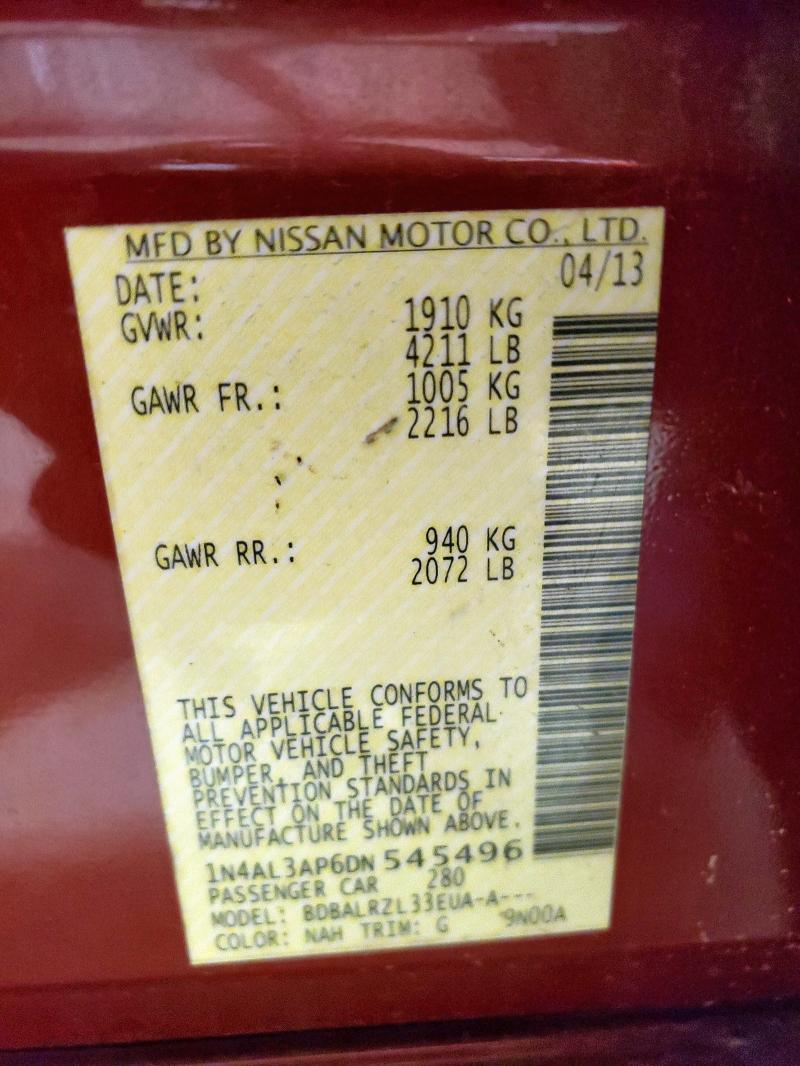 MFD BY NISSAN MOTOR CO., LTD.
DATE: 04/13
GVWR: 1910 KG
4211 LB
GAWR FR.: 1005 KG
2216 LB
GAWR RR.: 940 KG
2072 LB
THIS VEHICLE CONFORMS TO
ALL APPLICABLE FEDERAL
MOTOR VEHICLE SAFETY,
BUMPER, AND THEFT
PREVENTION STANDARDS IN
EFFECT ON THE DATE OF
MANUFACTURE SHOWN ABOVE.
1N4AL3AP6DN 545496
PASSENGER CAR 280
MODEL: BDBALRZL33EUA-A---
COLOR: NAH TRIM: G 9N00A